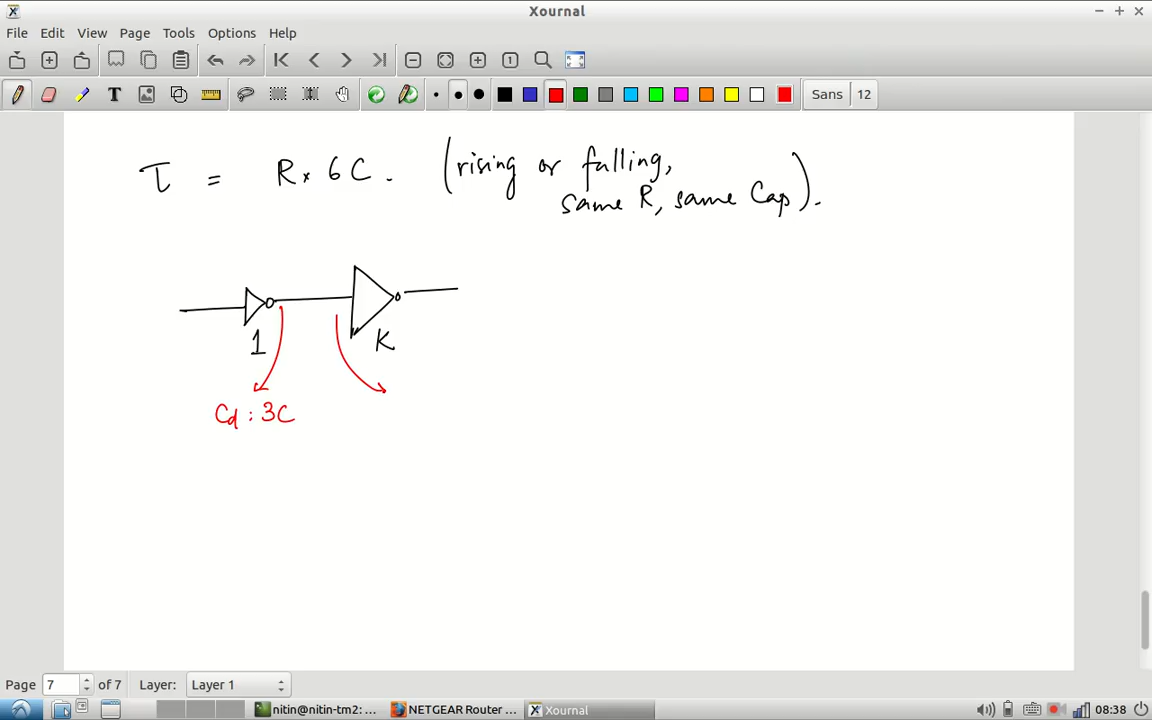 Xournal
File Edit View Page Tools Options Help
Sans 12
τ = R × 6C. (rising or falling,
same R, same Cap).
1 K
Cd : 3C
Page 7 of 7 Layer: Layer 1
nitin@nitin-tm2: ... NETGEAR Router ... Xournal 08:38